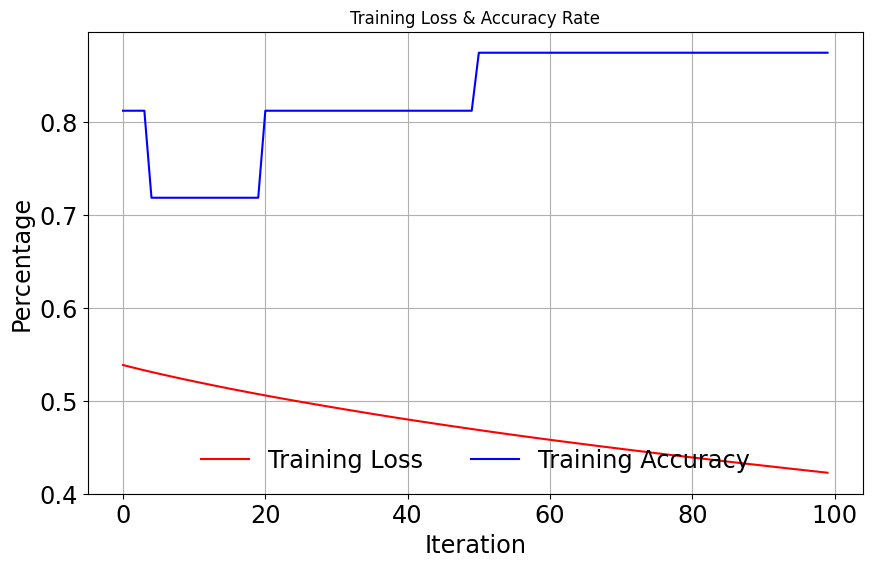 Training Loss & Accuracy Rate
Percentage
0.8
0.7
0.6
0.5
0.4
Training Loss Training Accuracy
0 20 40 60 80 100
Iteration